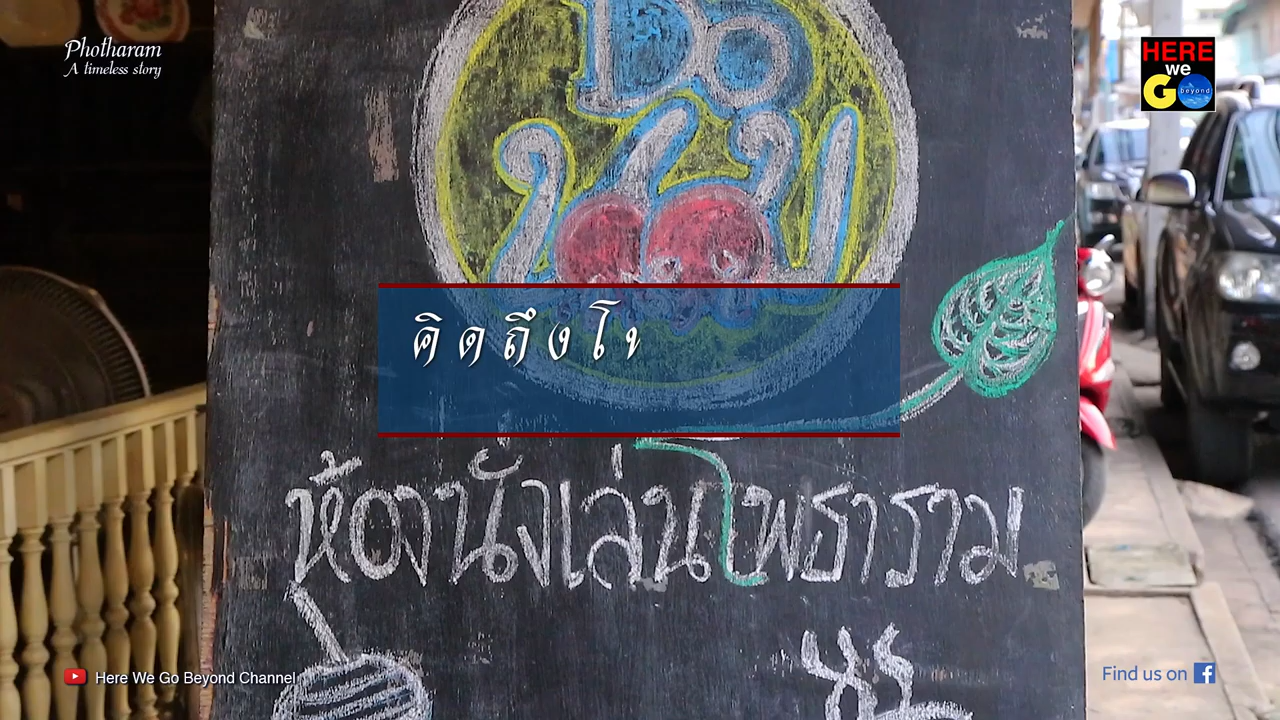 Photharam
A timeless story
HERE
we
GO
beyond
Do
คิดถึงโ
ห้องนั่งเล่นโพธาราม
Here We Go Beyond Channel
Find us on f